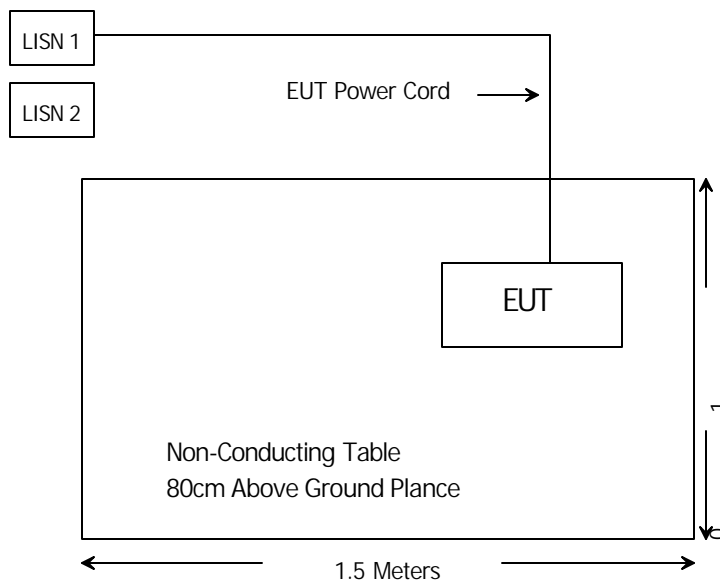 LISN 1
LISN 2
EUT Power Cord
EUT
Non-Conducting Table
80cm Above Ground Plance
1.5 Meters